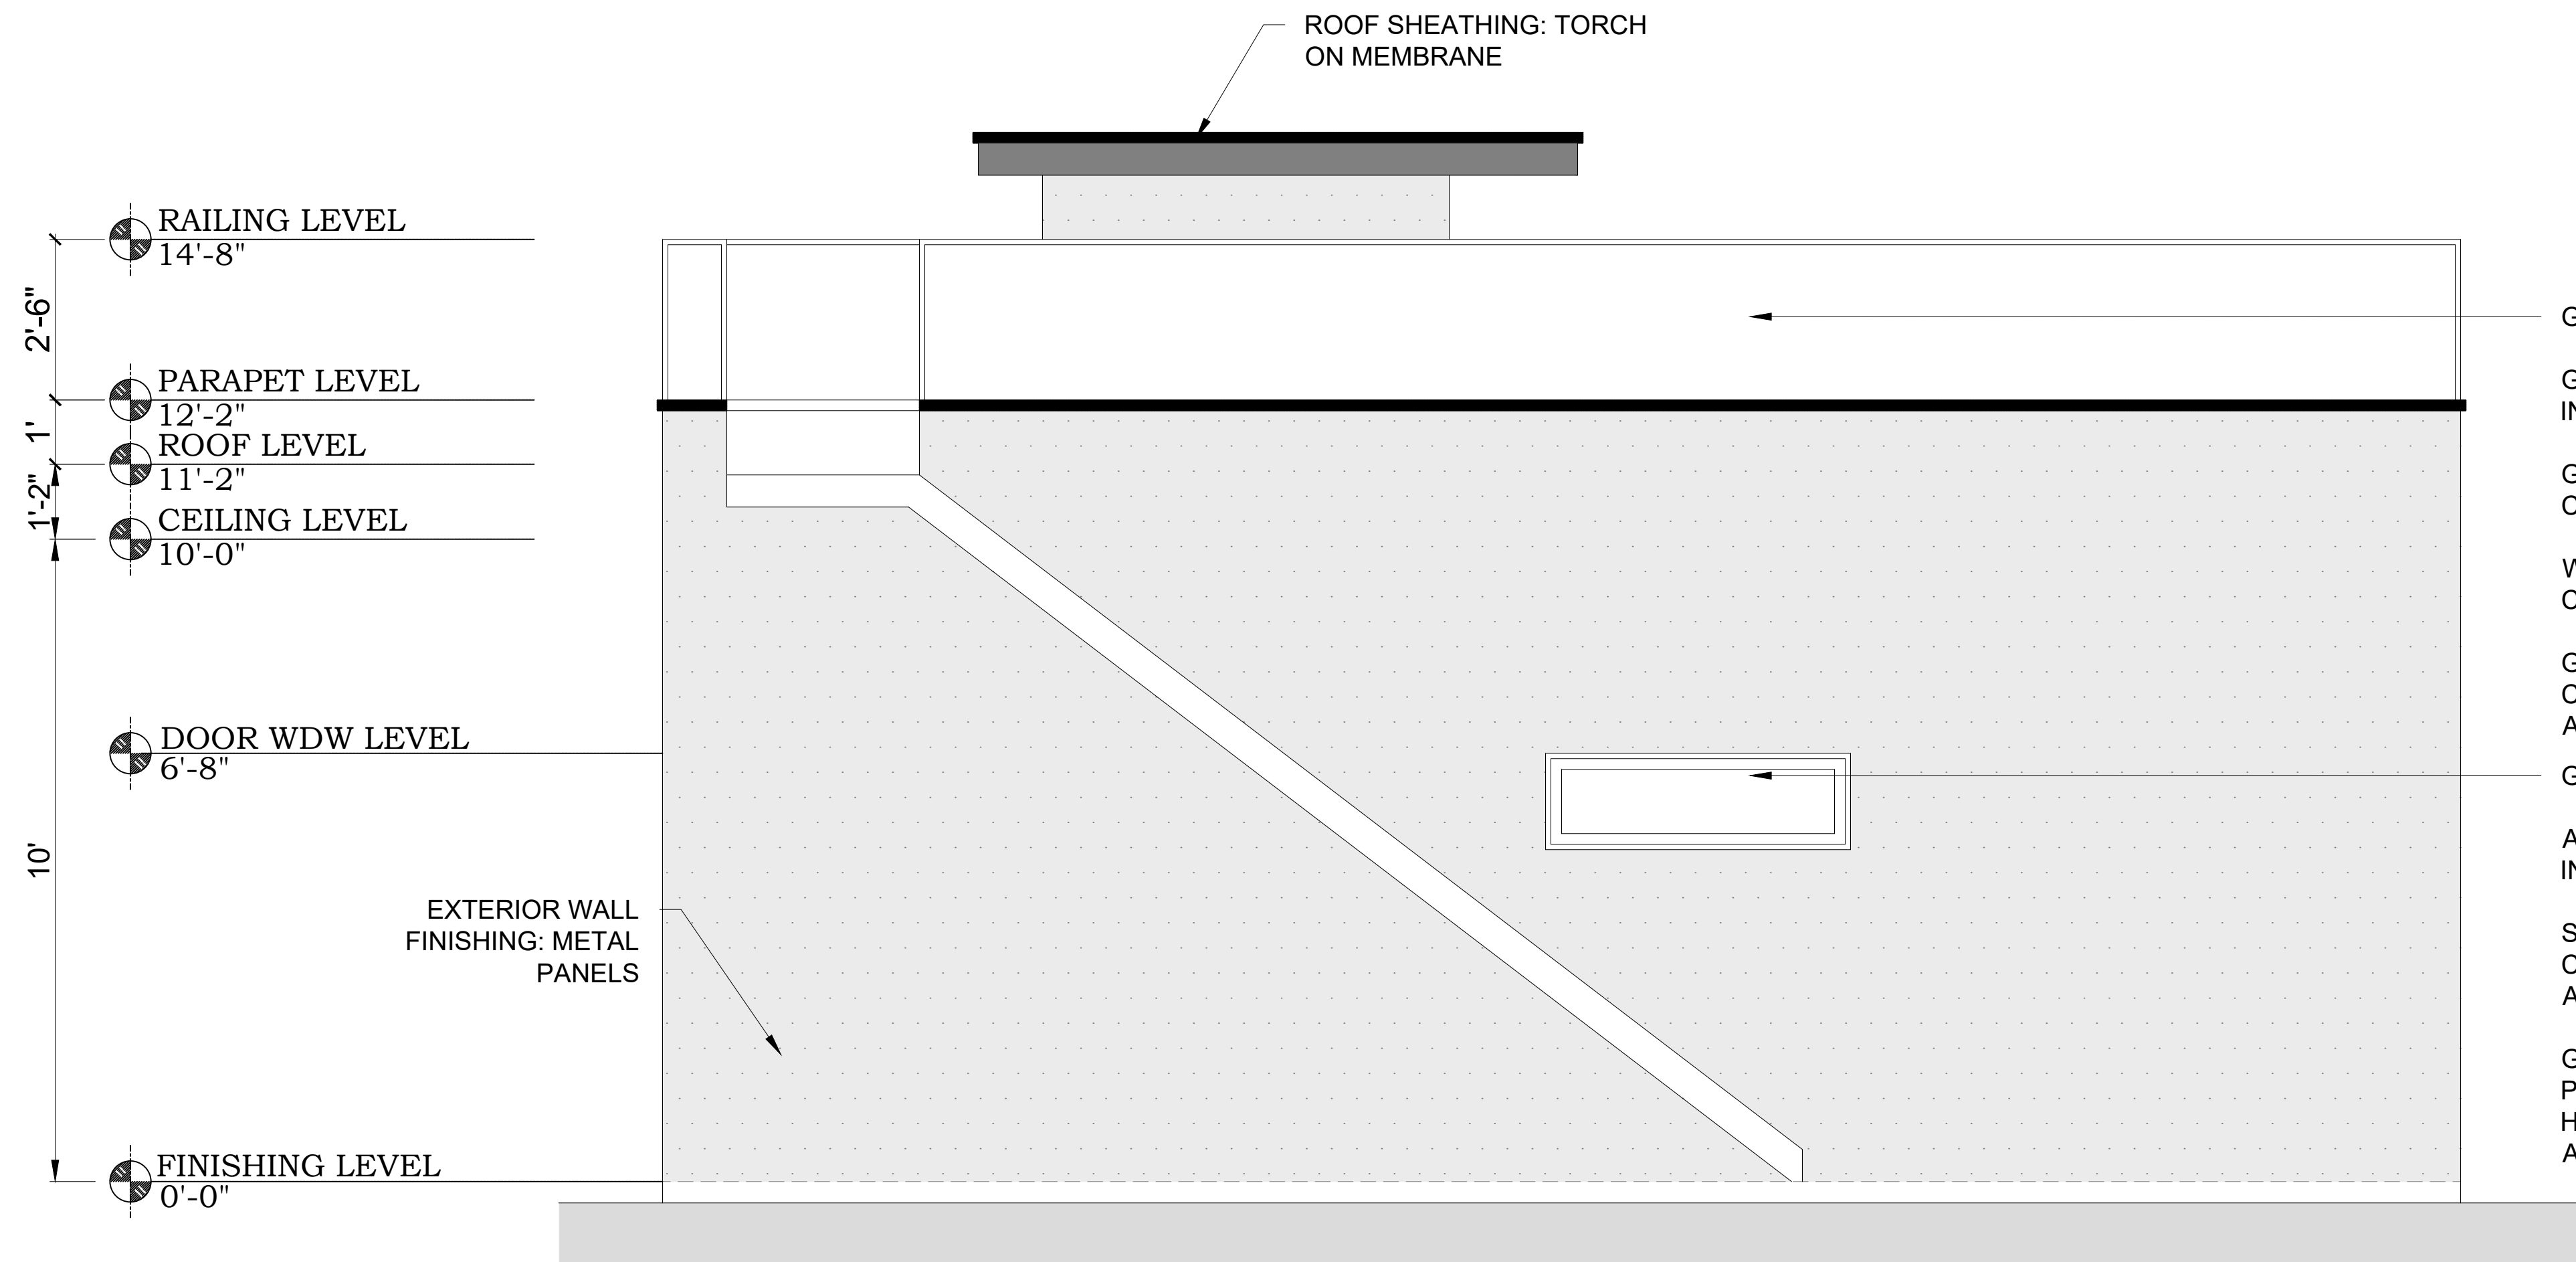 ROOF SHEATHING: TORCH
ON MEMBRANE
RAILING LEVEL
14'-8"
2'-6"
PARAPET LEVEL
12'-2"
1'
ROOF LEVEL
11'-2"
1'-2"
CEILING LEVEL
10'-0"
DOOR WDW LEVEL
6'-8"
10'
EXTERIOR WALL
FINISHING: METAL
PANELS
FINISHING LEVEL
0'-0"